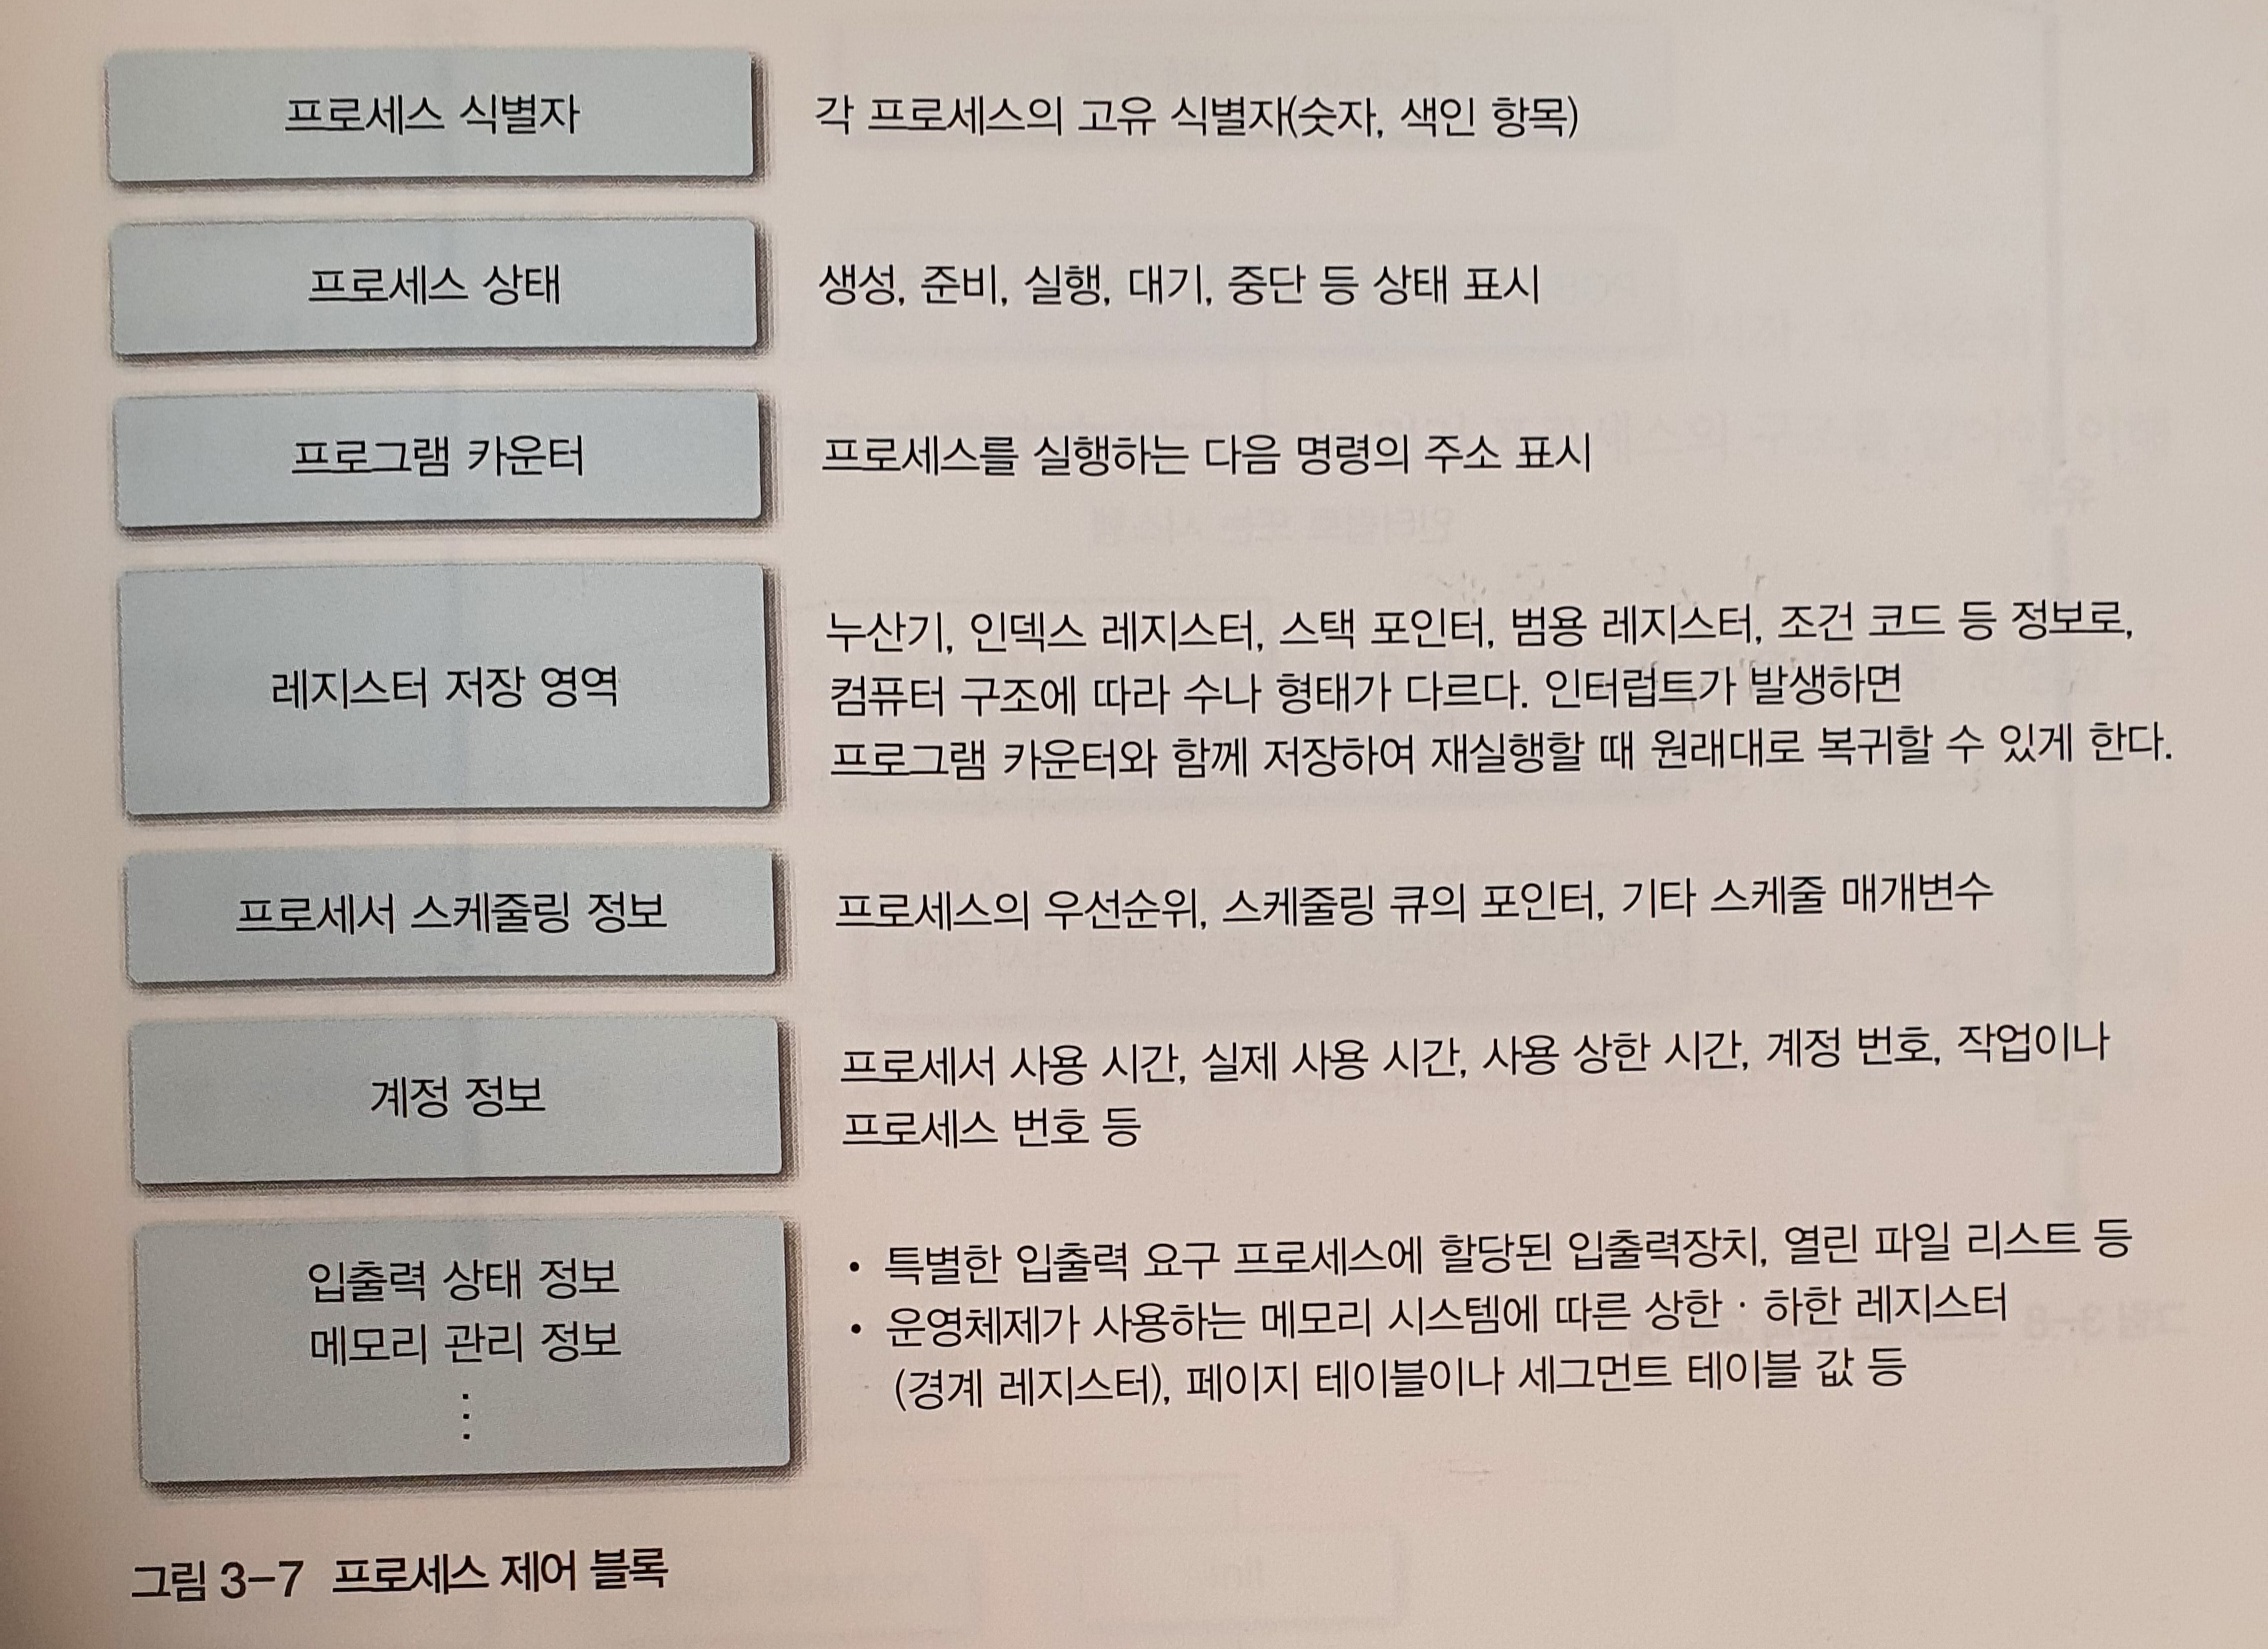 프로세스 식별자
각 프로세스의 고유 식별자(숫자, 색인 항목)
프로세스 상태
생성, 준비, 실행, 대기, 중단 등 상태 표시
프로그램 카운터
프로세스를 실행하는 다음 명령의 주소 표시
레지스터 저장 영역
누산기, 인덱스 레지스터, 스택 포인터, 범용 레지스터, 조건 코드 등 정보로,
컴퓨터 구조에 따라 수나 형태가 다르다. 인터럽트가 발생하면
프로그램 카운터와 함께 저장하여 재실행할 때 원래대로 복귀할 수 있게 한다.
프로세서 스케줄링 정보
프로세스의 우선순위, 스케줄링 큐의 포인터, 기타 스케줄 매개변수
계정 정보
프로세서 사용 시간, 실제 사용 시간, 사용 상한 시간, 계정 번호, 작업이나
프로세스 번호 등
입출력 상태 정보
메모리 관리 정보
⋮
• 특별한 입출력 요구 프로세스에 할당된 입출력장치, 열린 파일 리스트 등
• 운영체제가 사용하는 메모리 시스템에 따른 상한 · 하한 레지스터
(경계 레지스터), 페이지 테이블이나 세그먼트 테이블 값 등
그림 3-7 프로세스 제어 블록